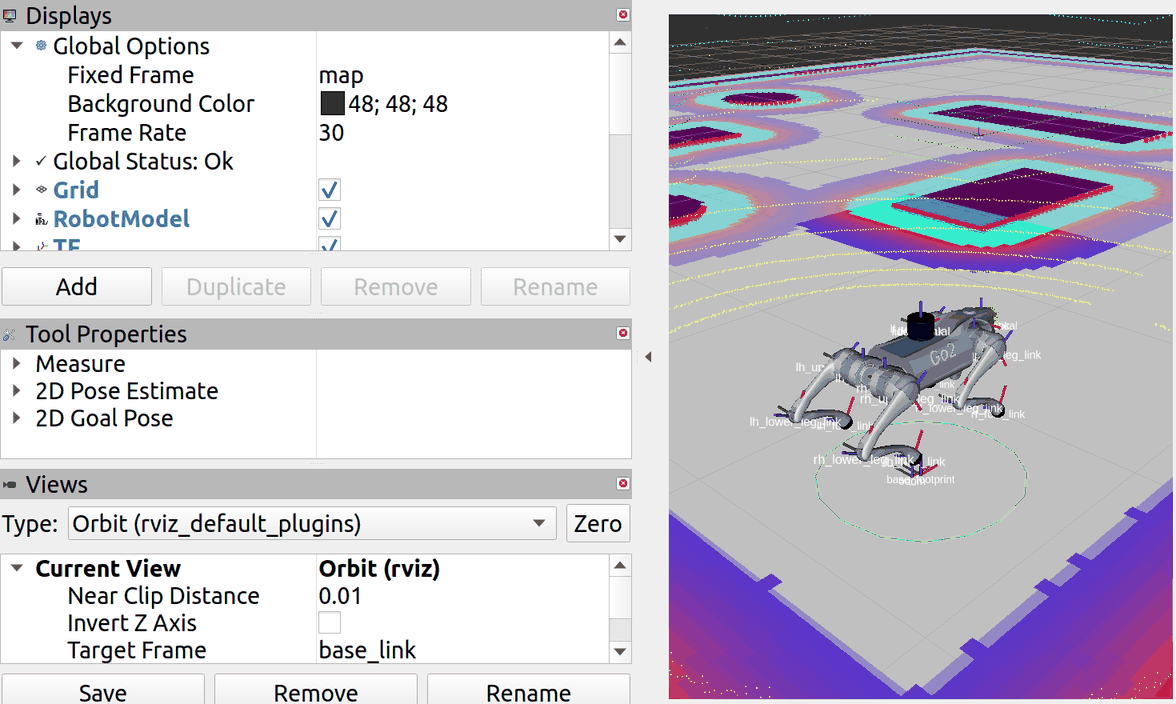 Displays
Global Options
Fixed Frame map
Background Color 48; 48; 48
Frame Rate 30
Global Status: Ok
Grid
RobotModel
TF
Add Duplicate Remove Rename
Tool Properties
Measure
2D Pose Estimate
2D Goal Pose
Views
Type: Orbit (rviz_default_plugins) Zero
Current View Orbit (rviz)
Near Clip Distance 0.01
Invert Z Axis
Target Frame base_link
Save Remove Rename
Go2
leg_link
lh_lower_leg_link
rh_lower_leg_link
base_footprint